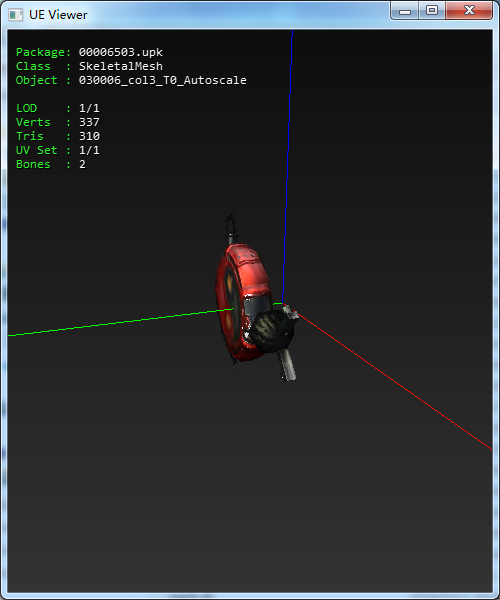 UE Viewer
Package: 00006503.upk
Class : SkeletalMesh
Object : 030006_col3_T0_Autoscale
LOD : 1/1
Verts : 337
Tris : 310
UV Set : 1/1
Bones : 2